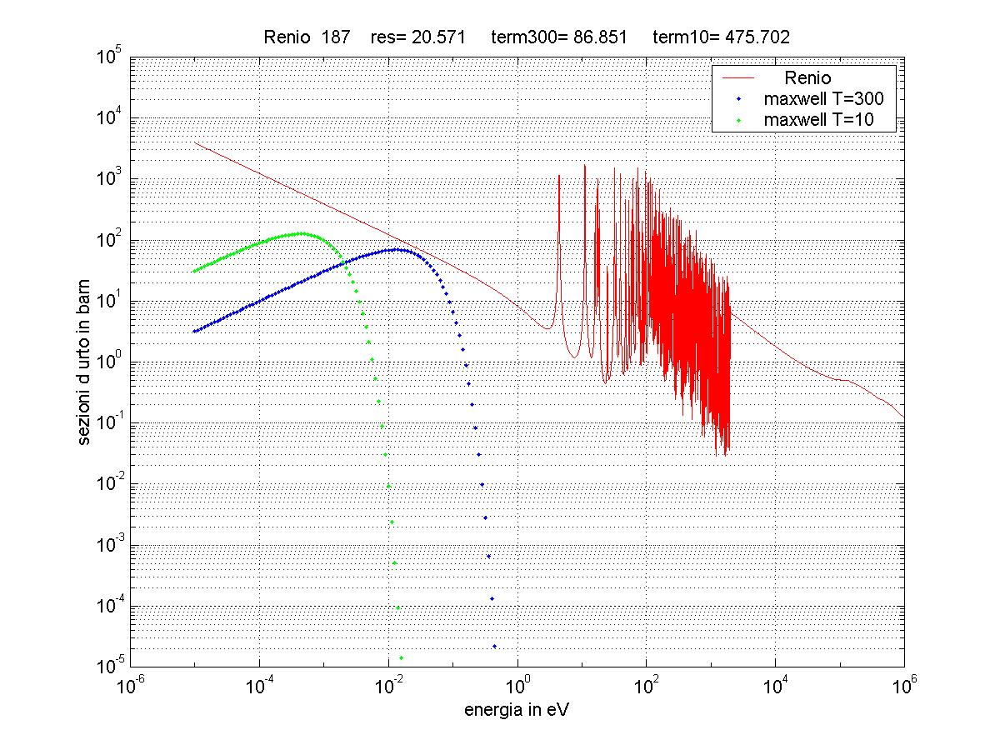 Renio 187 res= 20.571 term300= 86.851 term10= 475.702
10^5
10^4
10^3
10^2
10^1
10^0
10^-1
10^-2
10^-3
10^-4
10^-5
sezioni d urto in barn
Renio
maxwell T=300
maxwell T=10
10^-6 10^-4 10^-2 10^0 10^2 10^4 10^6
energia in eV